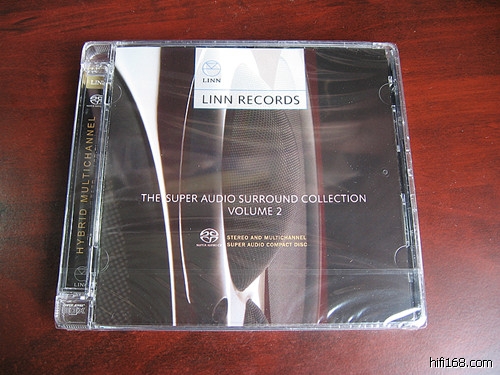 LINN
LINN RECORDS
THE SUPER AUDIO SURROUND COLLECTION
VOLUME 2
STEREO AND MULTICHANNEL
SUPER AUDIO COMPACT DISC
HYBRID MULTICHANNEL
LINN
hifi168.com